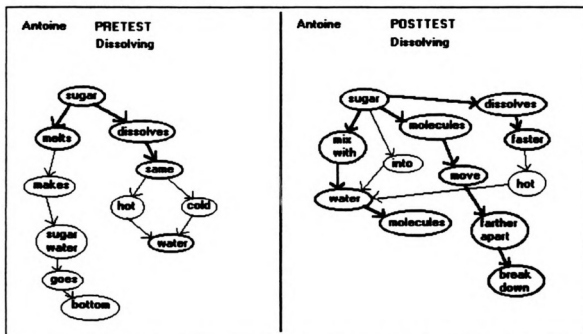 Antoine PRETEST
Dissolving
sugar
melts
dissolves
same
makes
hot
cold
sugar
water
water
goes
bottom
Antoine POSTTEST
Dissolving
sugar
dissolves
molecules
mix
with
faster
into
move
hot
water
molecules
farther
apart
break
down